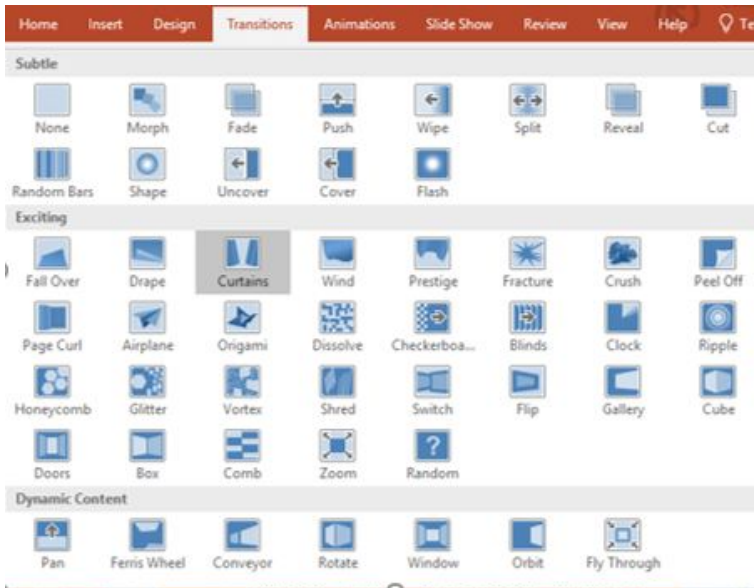 Home Insert Design Transitions Animations Slide Show Review View Help Te
Subtle
None Morph Fade Push Wipe Split Reveal Cut
Random Bars Shape Uncover Cover Flash
Exciting
Fall Over Drape Curtains Wind Prestige Fracture Crush Peel Off
Page Curl Airplane Origami Dissolve Checkerboa... Blinds Clock Ripple
Honeycomb Glitter Vortex Shred Switch Flip Gallery Cube
Doors Box Comb Zoom Random
Dynamic Content
Pan Ferris Wheel Conveyor Rotate Window Orbit Fly Through